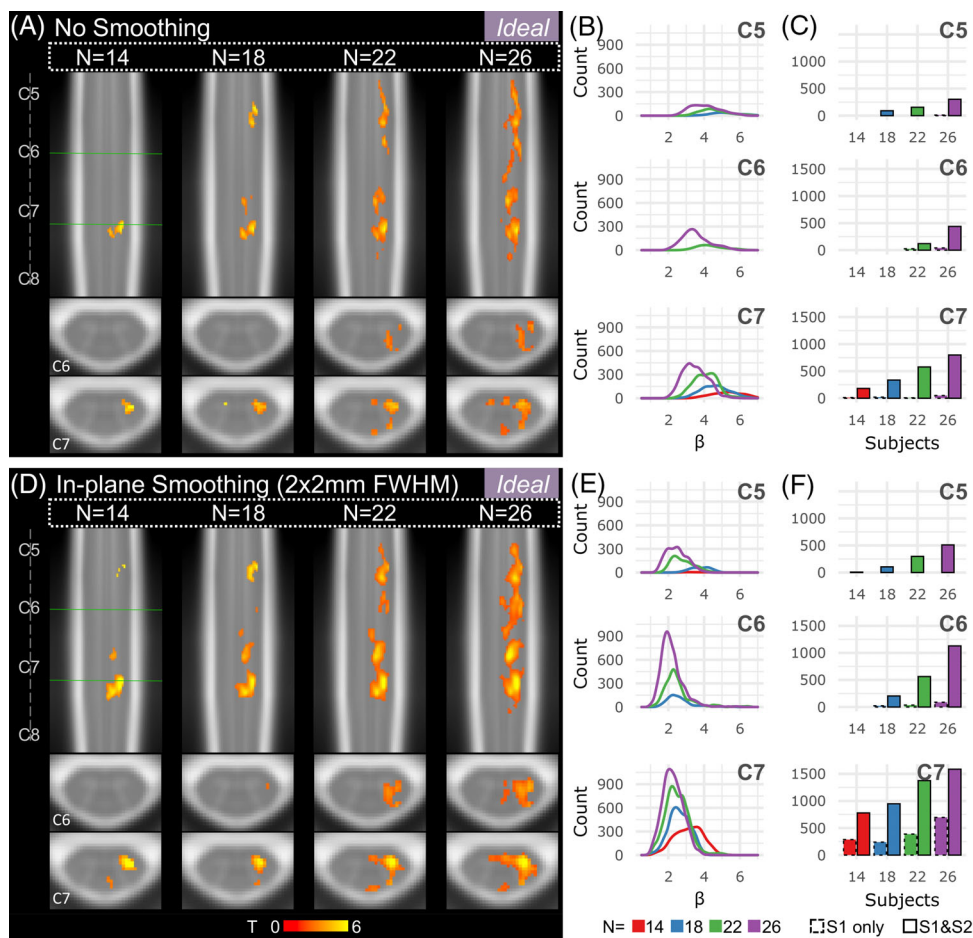 (A) No Smoothing Ideal
N=14 N=18 N=22 N=26
C5
C6
C7
C8
C6
C7
(B) C5
Count
900
600
300
0
2 4 6
C6
Count
900
600
300
0
2 4 6
C7
Count
900
600
300
0
2 4 6
β
(C) C5
1500
1000
500
0
14 18 22 26
C6
1500
1000
500
0
14 18 22 26
C7
1500
1000
500
0
14 18 22 26
Subjects
(D) In-plane Smoothing (2x2mm FWHM) Ideal
N=14 N=18 N=22 N=26
C5
C6
C7
C8
C6
C7
T 0 6
(E) C5
Count
900
600
300
0
2 4 6
C6
Count
900
600
300
0
2 4 6
C7
Count
900
600
300
0
2 4 6
β
(F) C5
1500
1000
500
0
14 18 22 26
C6
1500
1000
500
0
14 18 22 26
C7
1500
1000
500
0
14 18 22 26
Subjects
N= 14 18 22 26 S1 only S1&S2